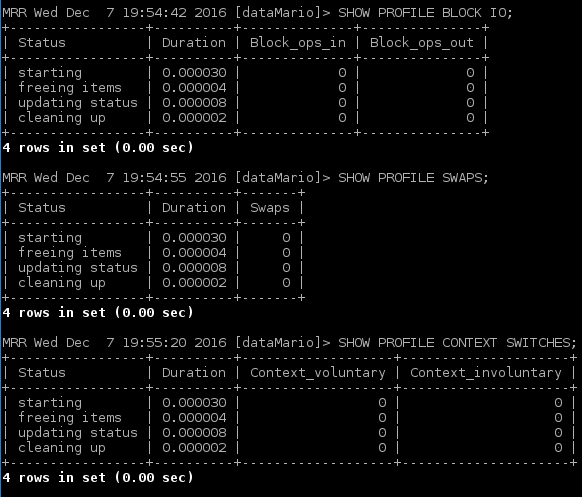 MRR Wed Dec  7 19:54:42 2016 [dataMario]> SHOW PROFILE BLOCK IO;
+-----------------+----------+--------------+---------------+
| Status          | Duration | Block_ops_in | Block_ops_out |
+-----------------+----------+--------------+---------------+
| starting        | 0.000030 |            0 |             0 |
| freeing items   | 0.000004 |            0 |             0 |
| updating status | 0.000008 |            0 |             0 |
| cleaning up     | 0.000002 |            0 |             0 |
+-----------------+----------+--------------+---------------+
4 rows in set (0.00 sec)

MRR Wed Dec  7 19:54:55 2016 [dataMario]> SHOW PROFILE SWAPS;
+-----------------+----------+-------+
| Status          | Duration | Swaps |
+-----------------+----------+-------+
| starting        | 0.000030 |     0 |
| freeing items   | 0.000004 |     0 |
| updating status | 0.000008 |     0 |
| cleaning up     | 0.000002 |     0 |
+-----------------+----------+-------+
4 rows in set (0.00 sec)

MRR Wed Dec  7 19:55:20 2016 [dataMario]> SHOW PROFILE CONTEXT SWITCHES;
+-----------------+----------+-------------------+---------------------+
| Status          | Duration | Context_voluntary | Context_involuntary |
+-----------------+----------+-------------------+---------------------+
| starting        | 0.000030 |                 0 |                   0 |
| freeing items   | 0.000004 |                 0 |                   0 |
| updating status | 0.000008 |                 0 |                   0 |
| cleaning up     | 0.000002 |                 0 |                   0 |
+-----------------+----------+-------------------+---------------------+
4 rows in set (0.00 sec)